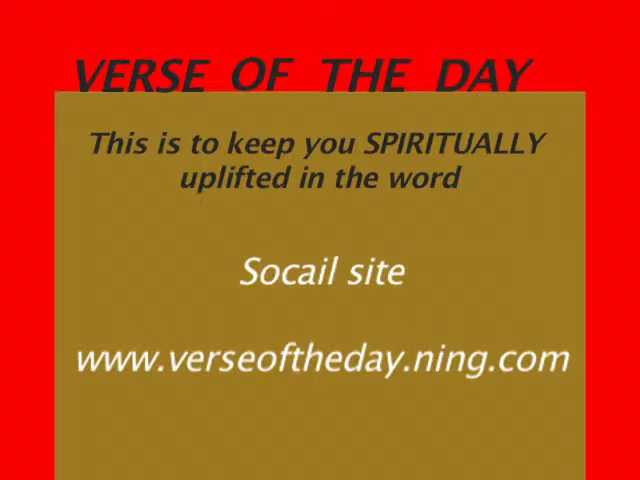 VERSE OF THE DAY
This is to keep you SPIRITUALLY
uplifted in the word
Socail site
www.verseoftheday.ning.com